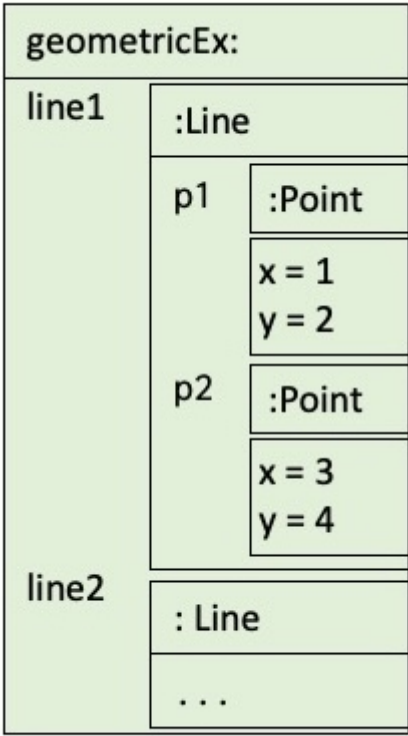 geometricEx:
line1
:Line
p1
:Point
x = 1
y = 2
p2
:Point
x = 3
y = 4
line2
: Line
. . .